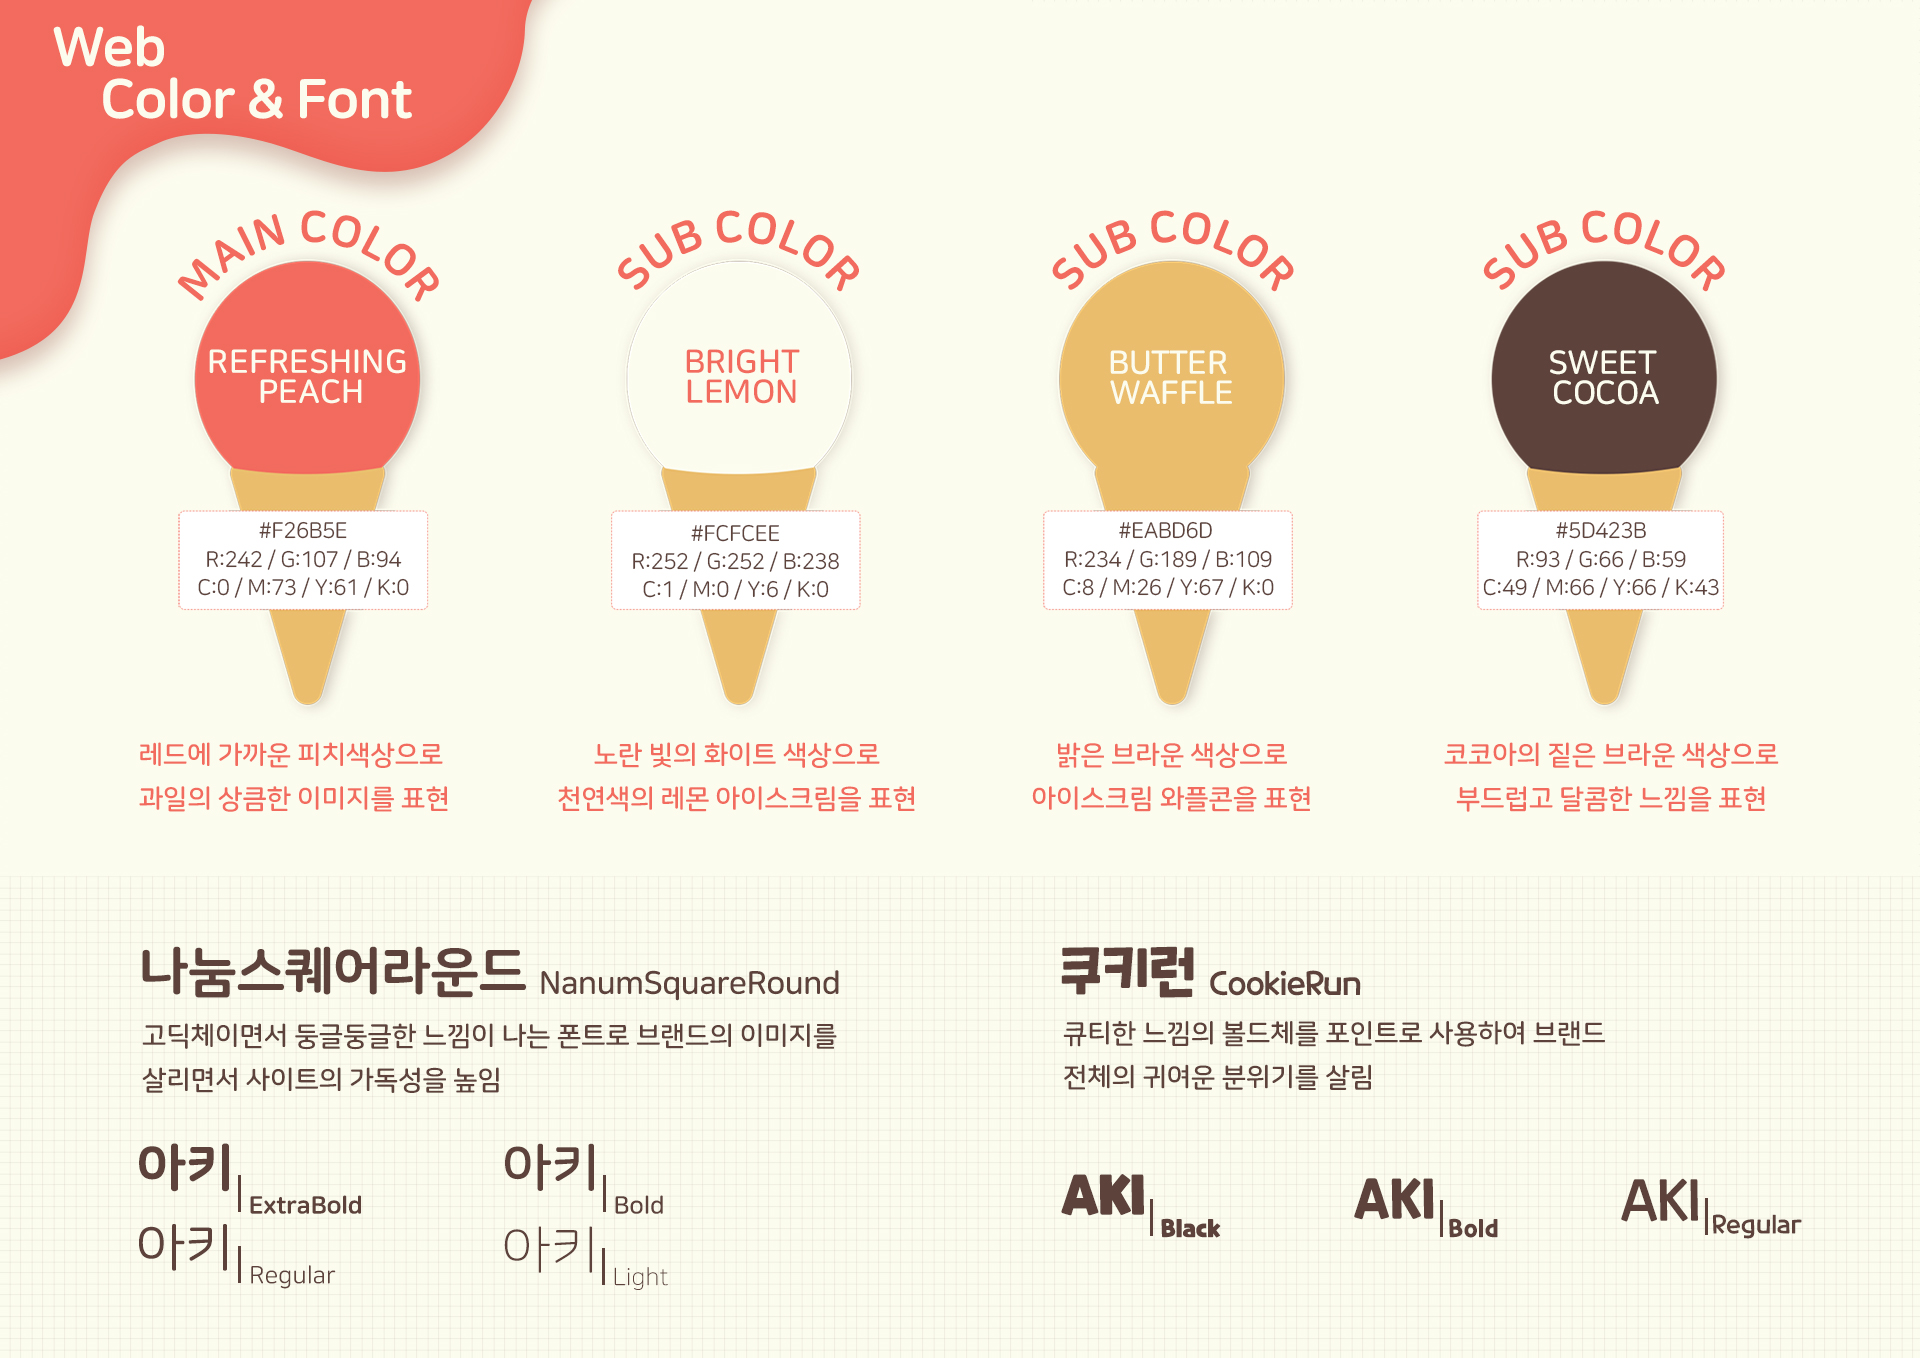 Web
Color & Font
MAIN COLOR
REFRESHING
PEACH
#F26B5E
R:242 / G:107 / B:94
C:0 / M:73 / Y:61 / K:0
레드에 가까운 피치색상으로
과일의 상큼한 이미지를 표현
SUB COLOR
BRIGHT
LEMON
#FCFCEE
R:252 / G:252 / B:238
C:1 / M:0 / Y:6 / K:0
노란 빛의 화이트 색상으로
천연색의 레몬 아이스크림을 표현
SUB COLOR
BUTTER
WAFFLE
#EABD6D
R:234 / G:189 / B:109
C:8 / M:26 / Y:67 / K:0
밝은 브라운 색상으로
아이스크림 와플콘을 표현
SUB COLOR
SWEET
COCOA
#5D423B
R:93 / G:66 / B:59
C:49 / M:66 / Y:66 / K:43
코코아의 짙은 브라운 색상으로
부드럽고 달콤한 느낌을 표현
나눔스퀘어라운드 NanumSquareRound
고딕체이면서 둥글둥글한 느낌이 나는 폰트로 브랜드의 이미지를
살리면서 사이트의 가독성을 높임
아키 ExtraBold
아키 Bold
아키 Regular
아키 Light
쿠키런 CookieRun
큐티한 느낌의 볼드체를 포인트로 사용하여 브랜드
전체의 귀여운 분위기를 살림
AKI Black
AKI Bold
AKI Regular